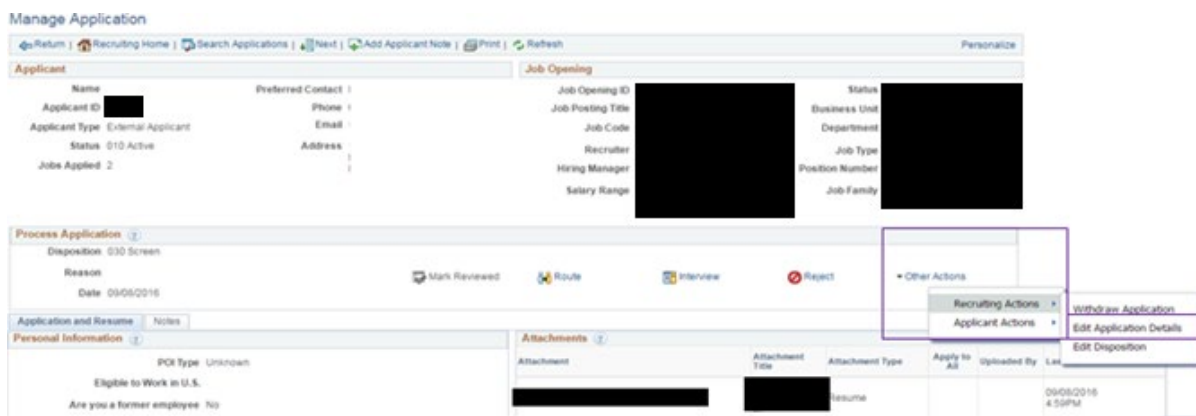 Manage Application
Return | Recruiting Home | Search Applications | Next | Add Applicant Note | Print | Refresh Personalize
Applicant Job Opening
Name Preferred Contact Job Opening ID Status
Applicant ID Phone Job Posting Title Business Unit
Applicant Type External Applicant Email Job Code Department
Status 010 Active Address Recruiter Job Type
Jobs Applied 2 Hiring Manager Position Number
Salary Range Job Family
Process Application
Disposition 030 Screen
Reason Mark Reviewed Route Interview Reject Other Actions
Date 09/08/2016
Recruiting Actions Withdraw Application
Applicant Actions Edit Application Details
Edit Disposition
Application and Resume Notes
Personal Information Attachments
POI Type Unknown Attachment Attachment Title Attachment Type Apply to All Uploaded By
Eligible to Work in U.S.
Are you a former employee No Resume 09/08/2016 4:59PM